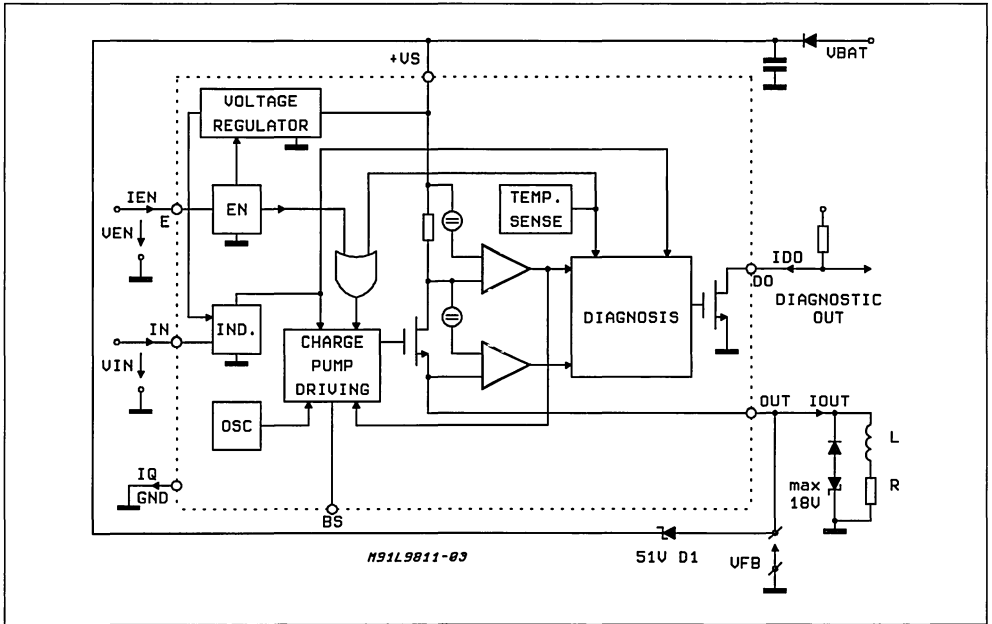 VBAT
+VS
VOLTAGE
REGULATOR
IEN
E
EN
VEN
TEMP.
SENSE
IDO
DO
DIAGNOSTIC
OUT
IN
IND.
VIN
CHARGE
PUMP
DRIVING
DIAGNOSIS
OSC
OUT
IOUT
L
R
max
18V
IQ
GND
BS
M91L9811-03
51V D1
VFB